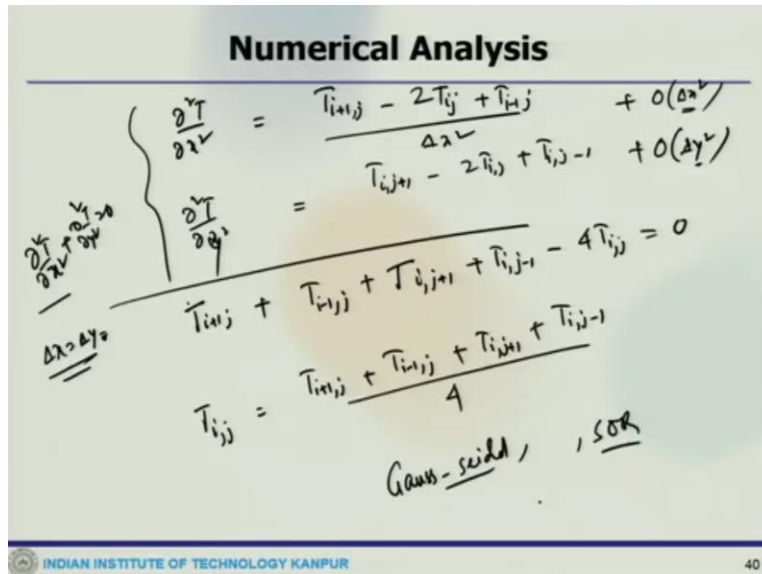 Numerical Analysis
∂²T/∂x² = (T_{i+1,j} - 2T_{ij} + T_{i-1,j})/Δx² + O(Δx²)
∂²T/∂y² = T_{i,j+1} - 2T_{i,j} + T_{i,j-1} + O(Δy²)
∂²T/∂x² + ∂²T/∂y² = 0
T_{i+1,j} + T_{i-1,j} + T_{i,j+1} + T_{i,j-1} - 4T_{i,j} = 0
Δx = Δy =
T_{i,j} = (T_{i+1,j} + T_{i-1,j} + T_{i,j+1} + T_{i,j-1})/4
Gauss-seidel, , SOR
INDIAN INSTITUTE OF TECHNOLOGY KANPUR
40